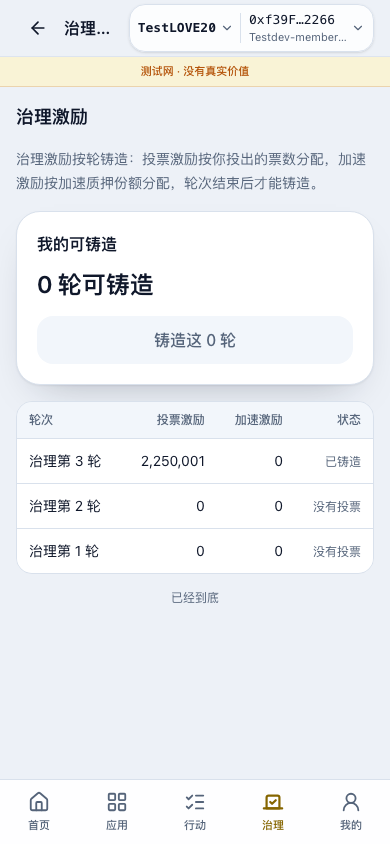 治理...
TestLOVE20
0xf39F…2266
Testdev-member...
测试网 · 没有真实价值
治理激励
治理激励按轮铸造：投票激励按你投出的票数分配，加速
激励按加速质押份额分配，轮次结束后才能铸造。
我的可铸造
0 轮可铸造
铸造这 0 轮
轮次 投票激励 加速激励 状态
治理第 3 轮 2,250,001 0 已铸造
治理第 2 轮 0 0 没有投票
治理第 1 轮 0 0 没有投票
已经到底
首页 应用 行动 治理 我的